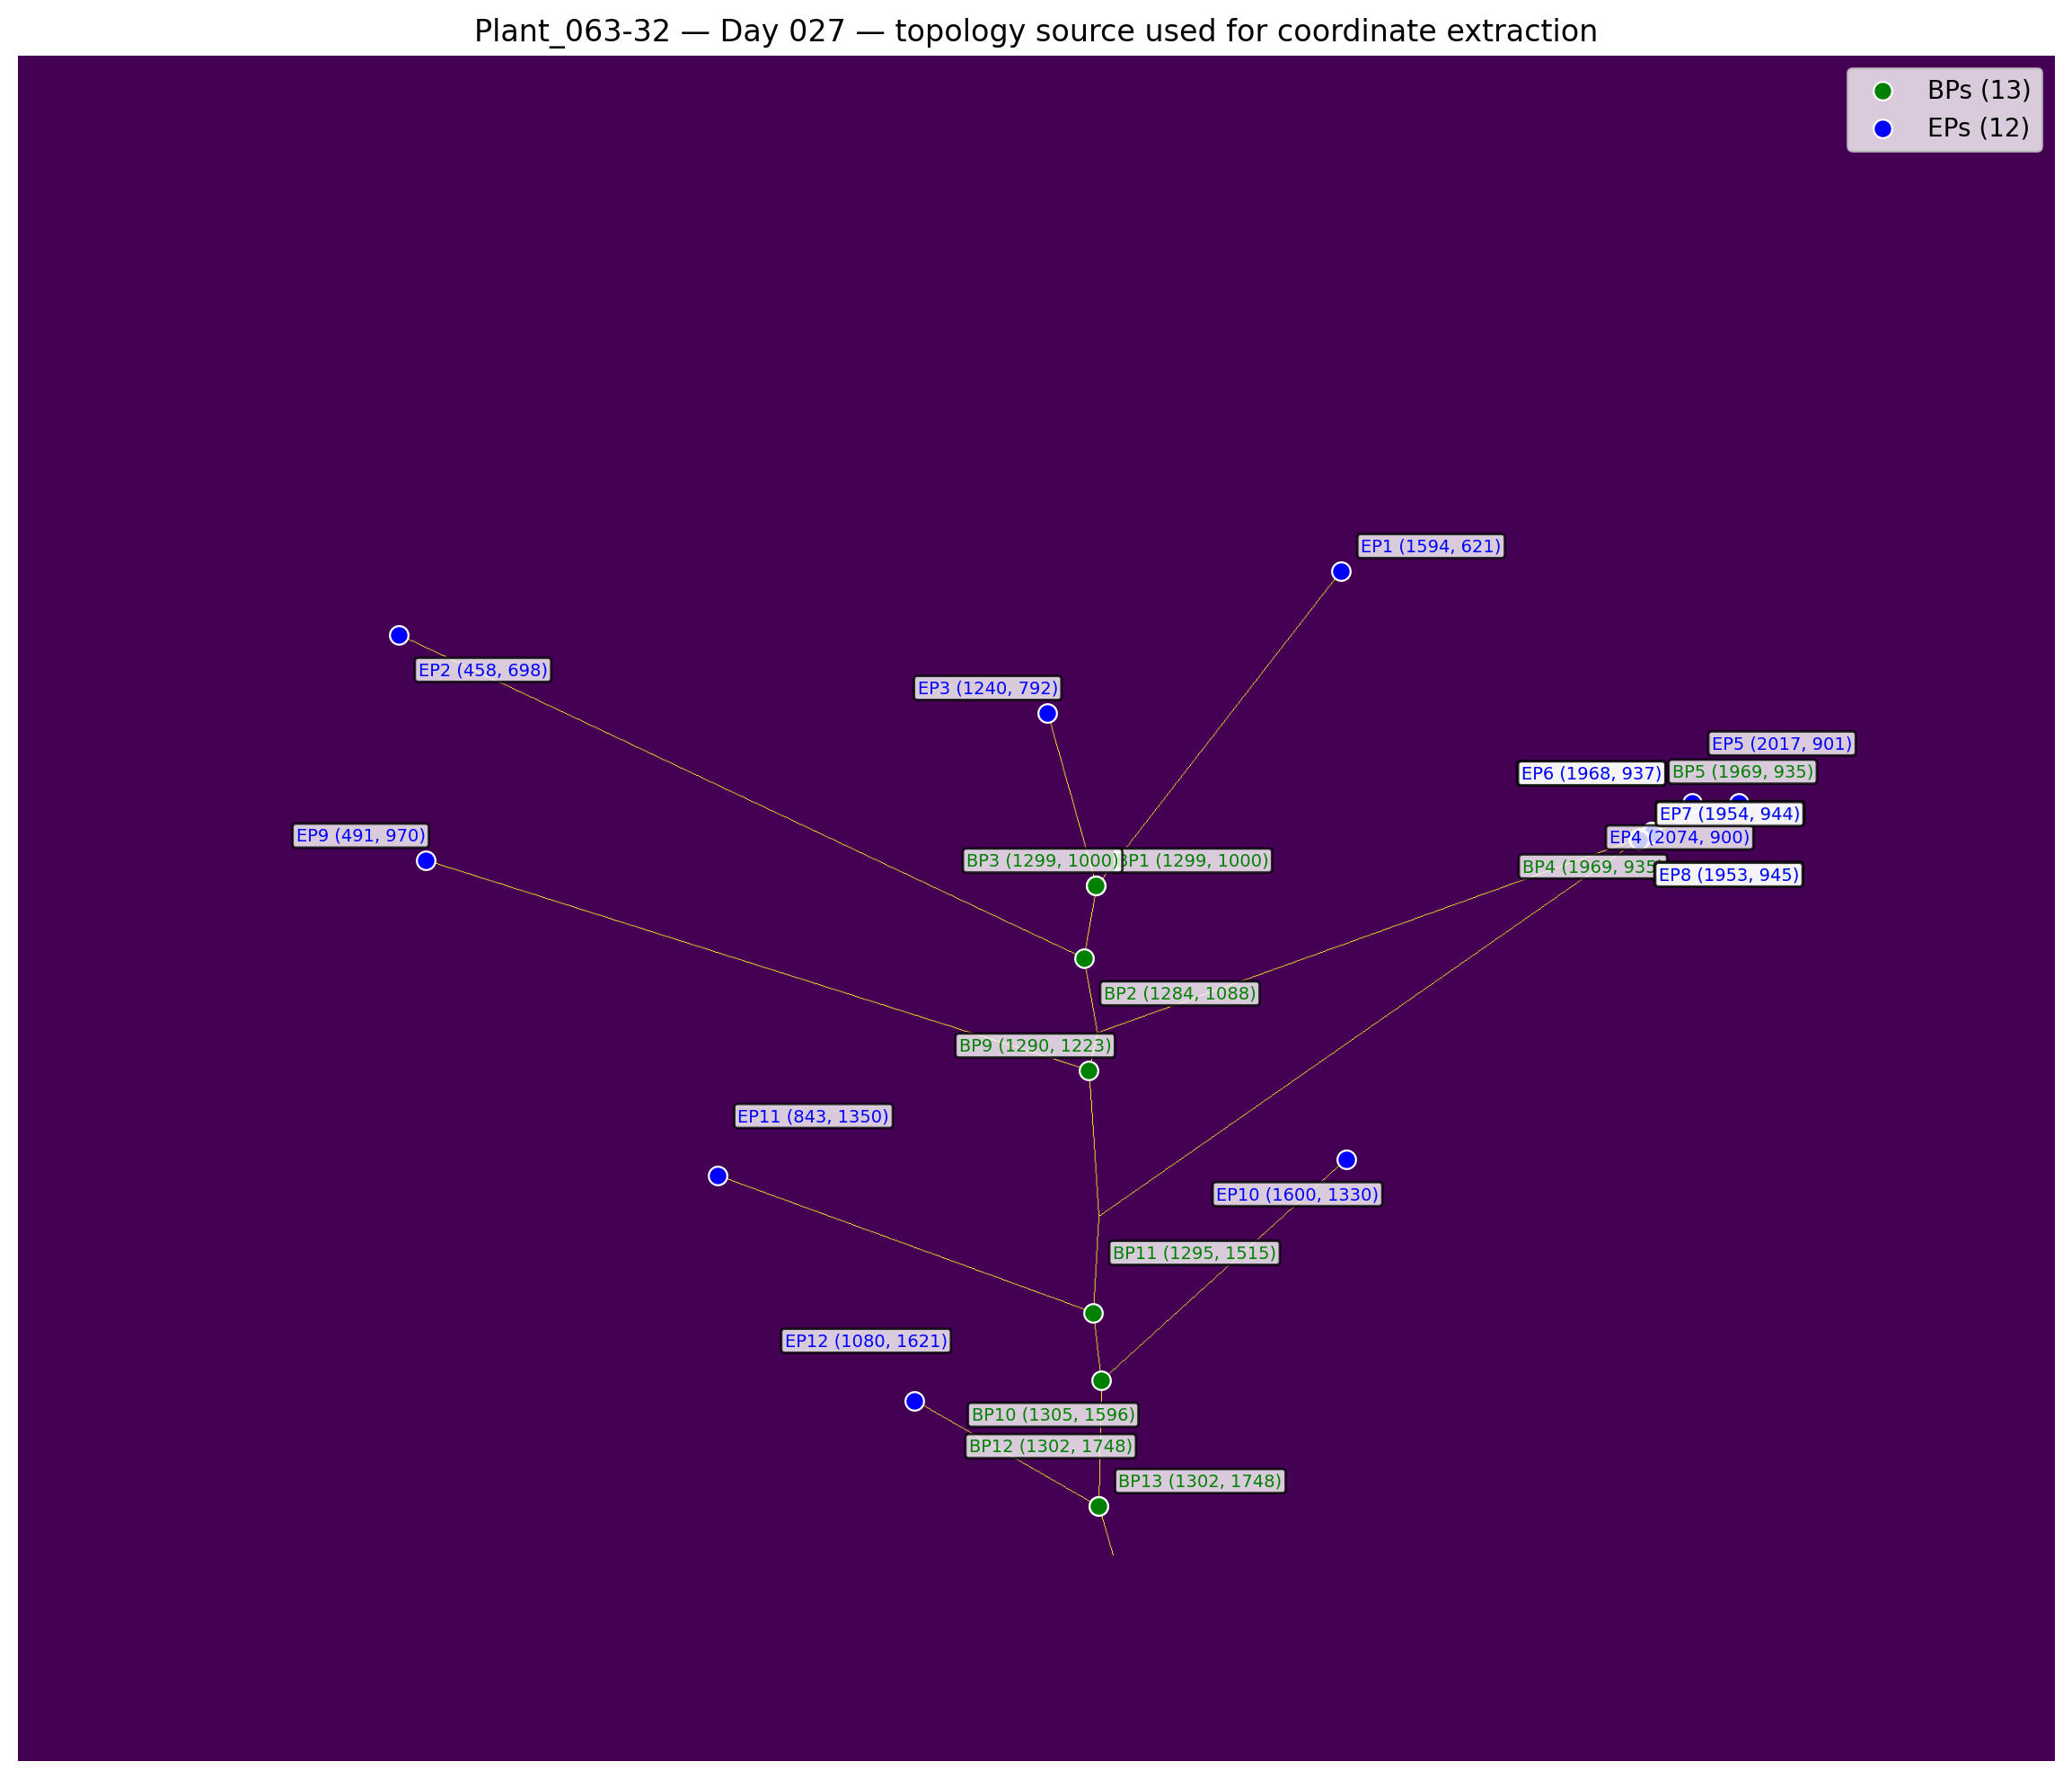 Plant_063-32 — Day 027 — topology source used for coordinate extraction
BPs (13)
EPs (12)
EP1 (1594, 621)
EP2 (458, 698)
EP3 (1240, 792)
EP5 (2017, 901)
EP6 (1968, 937)
BP5 (1969, 935)
EP7 (1954, 944)
EP9 (491, 970)
EP4 (2074, 900)
BP3 (1299, 1000)
BP1 (1299, 1000)
BP4 (1969, 935)
EP8 (1953, 945)
BP2 (1284, 1088)
BP9 (1290, 1223)
EP11 (843, 1350)
EP10 (1600, 1330)
BP11 (1295, 1515)
EP12 (1080, 1621)
BP10 (1305, 1596)
BP12 (1302, 1748)
BP13 (1302, 1748)